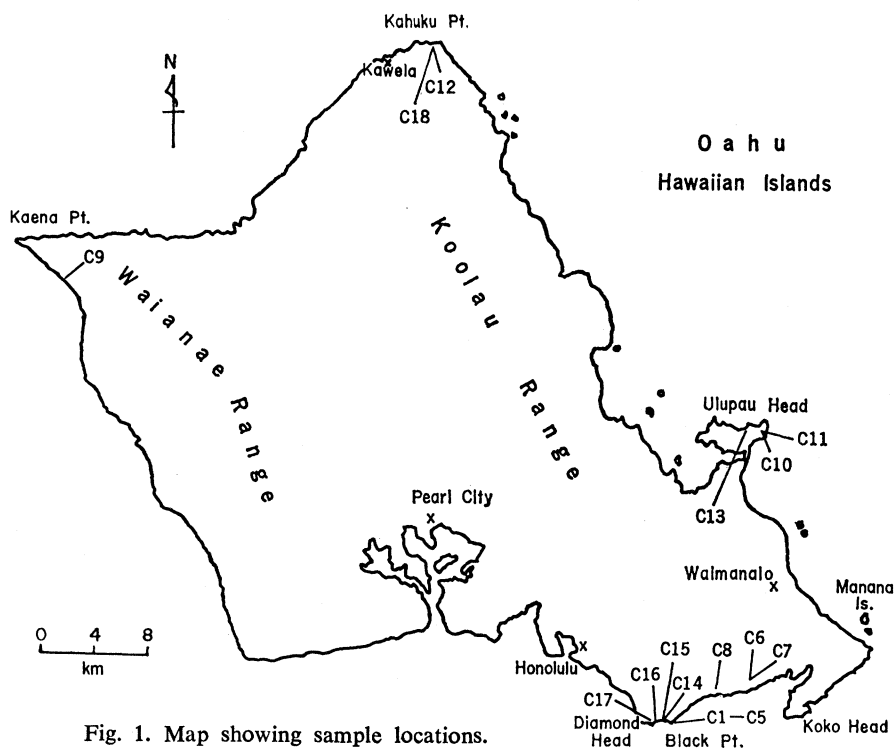 Kahuku Pt.
N
Kawela
C12
C18
Oahu
Hawaiian Islands
Kaena Pt.
C9
Waianae Range
Koolau Range
Ulupau Head
C11
C10
C13
Pearl City
x
Waimanalo
x
Manana
Is.
0 4 8
km
Honolulu
x
C6
C15 C8 C7
C16 C14
C17
Diamond
Head
C1-C5
Black Pt.
Koko Head
Fig. 1. Map showing sample locations.